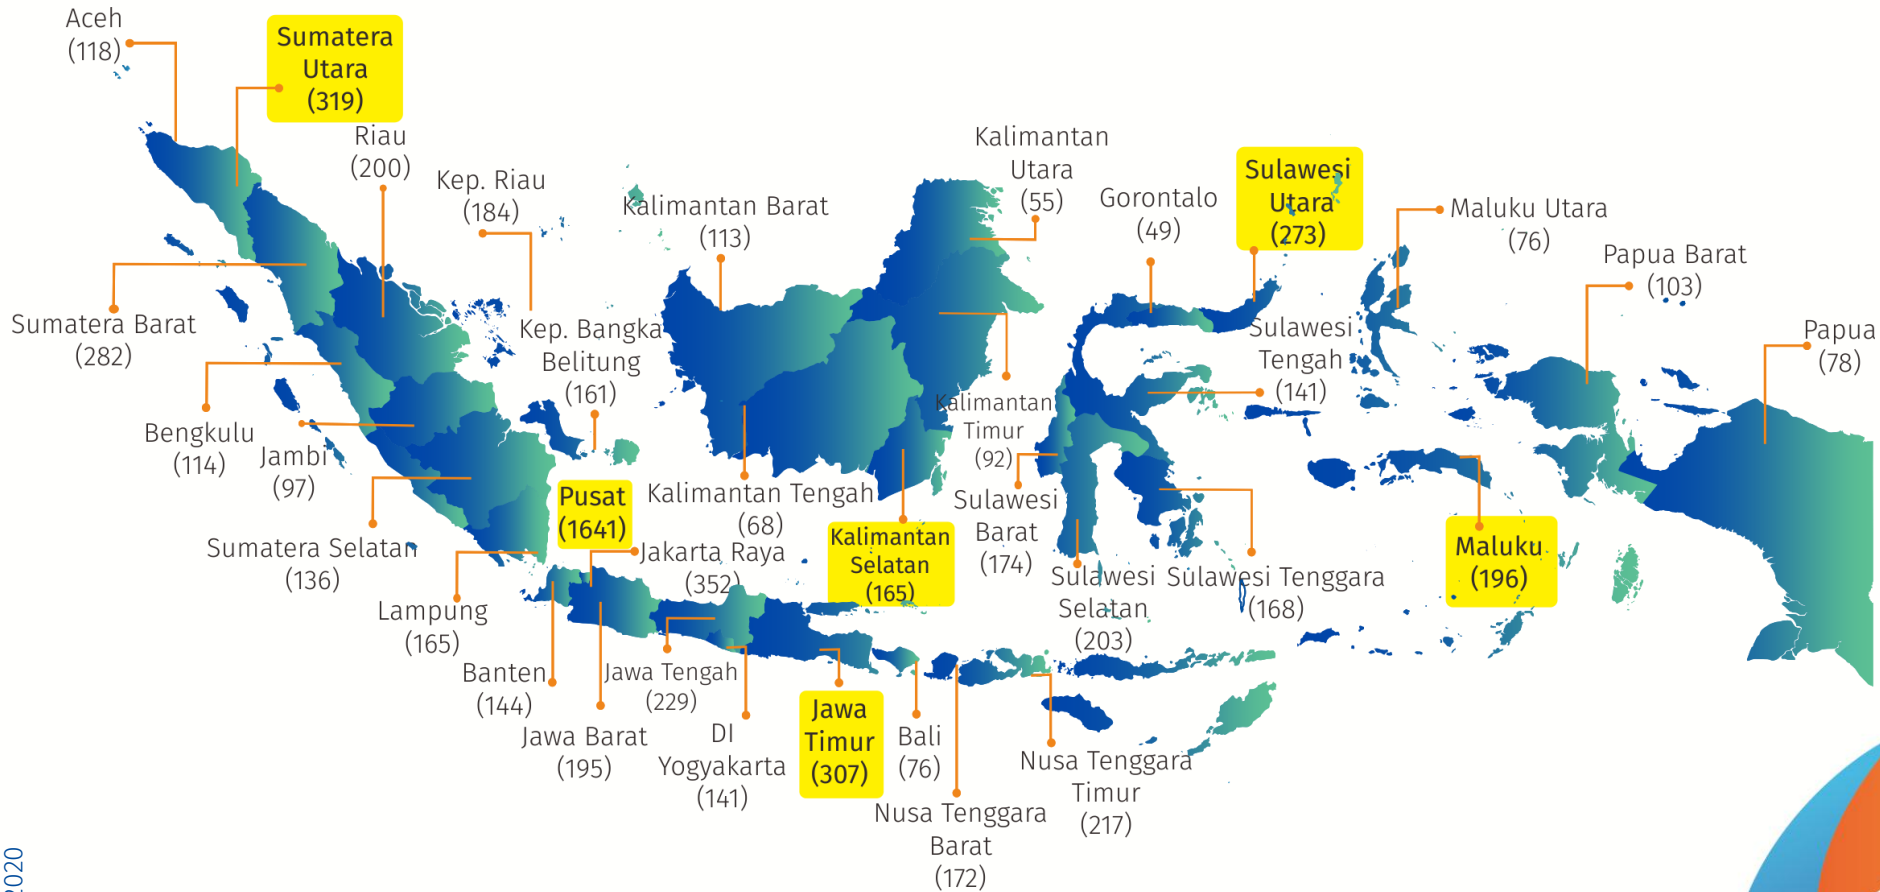 Aceh
(118)
Sumatera
Utara
(319)
Riau
(200)
Kep. Riau
(184)
Kalimantan Barat
(113)
Kalimantan
Utara
(55)
Gorontalo
(49)
Sulawesi
Utara
(273)
Maluku Utara
(76)
Papua Barat
(103)
Papua
(78)
Sumatera Barat
(282)
Kep. Bangka
Belitung
(161)
Sulawesi
Tengah
(141)
Kalimantan
Timur
(92)
Bengkulu
(114)
Jambi
(97)
Pusat
(1641)
Kalimantan Tengah
(68)
Sulawesi
Barat
(174)
Sumatera Selatan
(136)
Jakarta Raya
(352)
Kalimantan
Selatan
(165)
Maluku
(196)
Sulawesi
Selatan
(203)
Sulawesi Tenggara
(168)
Lampung
(165)
Banten
(144)
Jawa Tengah
(229)
Jawa Barat
(195)
DI
Yogyakarta
(141)
Jawa
Timur
(307)
Bali
(76)
Nusa Tenggara
Barat
(172)
Nusa Tenggara
Timur
(217)
2020